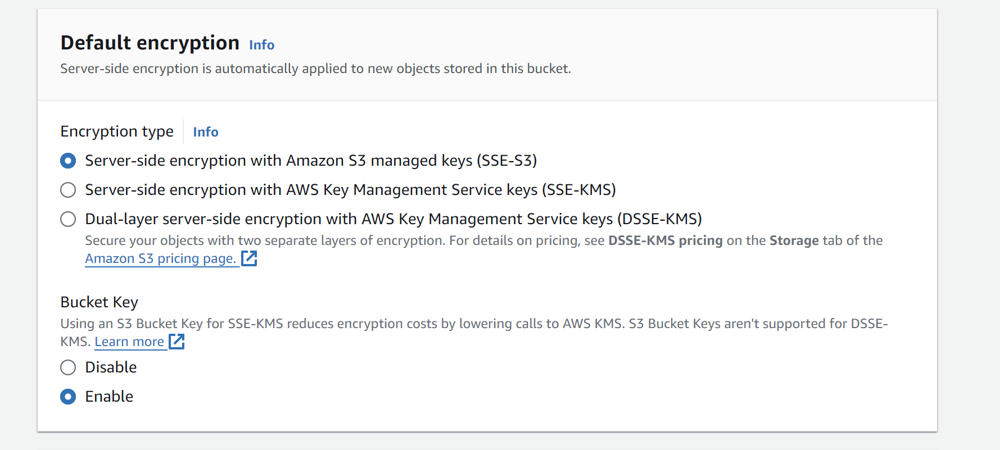 Default encryption Info
Server-side encryption is automatically applied to new objects stored in this bucket.
Encryption type Info
Server-side encryption with Amazon S3 managed keys (SSE-S3)
Server-side encryption with AWS Key Management Service keys (SSE-KMS)
Dual-layer server-side encryption with AWS Key Management Service keys (DSSE-KMS)
Secure your objects with two separate layers of encryption. For details on pricing, see DSSE-KMS pricing on the Storage tab of the
Amazon S3 pricing page.
Bucket Key
Using an S3 Bucket Key for SSE-KMS reduces encryption costs by lowering calls to AWS KMS. S3 Bucket Keys aren't supported for DSSE-
KMS. Learn more
Disable
Enable